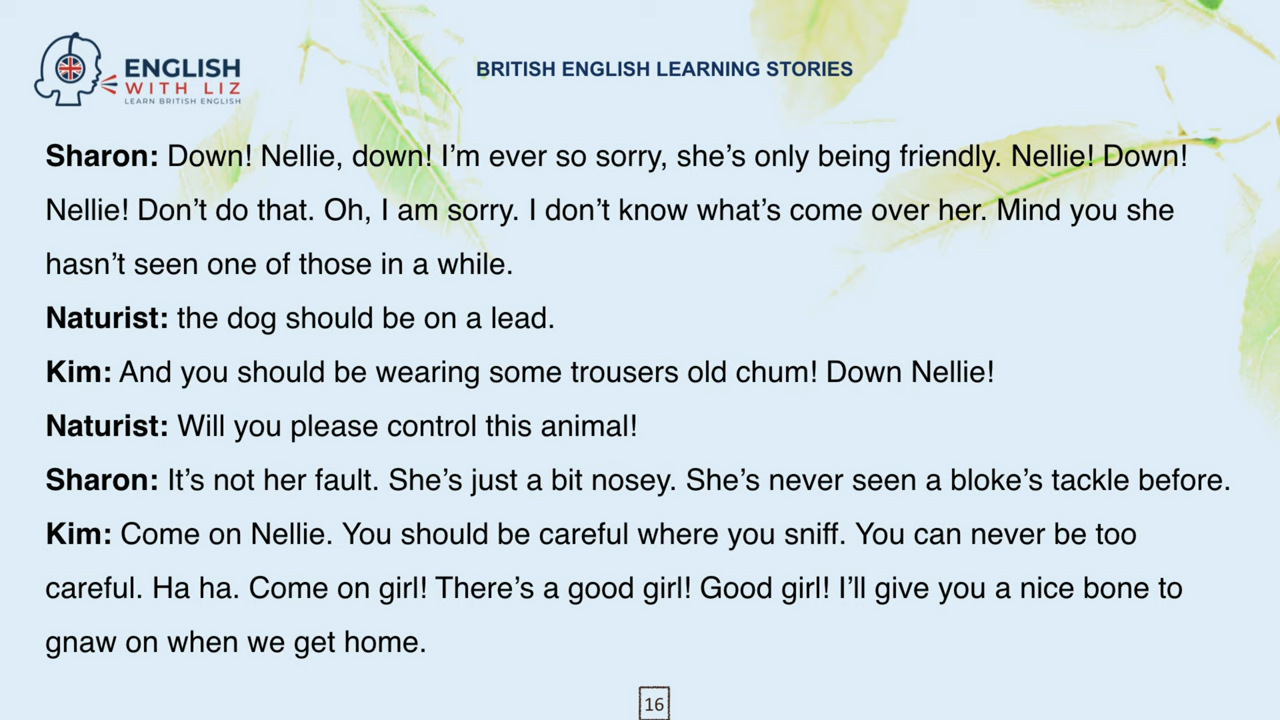 ENGLISH
WITH LIZ
LEARN BRITISH ENGLISH
BRITISH ENGLISH LEARNING STORIES
Sharon: Down! Nellie, down! I’m ever so sorry, she’s only being friendly. Nellie! Down!
Nellie! Don’t do that. Oh, I am sorry. I don’t know what’s come over her. Mind you she
hasn’t seen one of those in a while.
Naturist: the dog should be on a lead.
Kim: And you should be wearing some trousers old chum! Down Nellie!
Naturist: Will you please control this animal!
Sharon: It’s not her fault. She’s just a bit nosey. She’s never seen a bloke’s tackle before.
Kim: Come on Nellie. You should be careful where you sniff. You can never be too
careful. Ha ha. Come on girl! There’s a good girl! Good girl! I’ll give you a nice bone to
gnaw on when we get home.
16